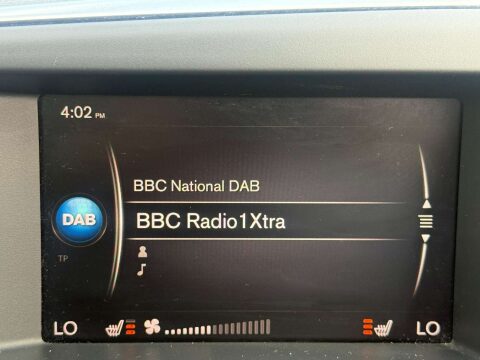 4:02 PM
BBC National DAB
DAB
BBC Radio1Xtra
TP
LO
LO